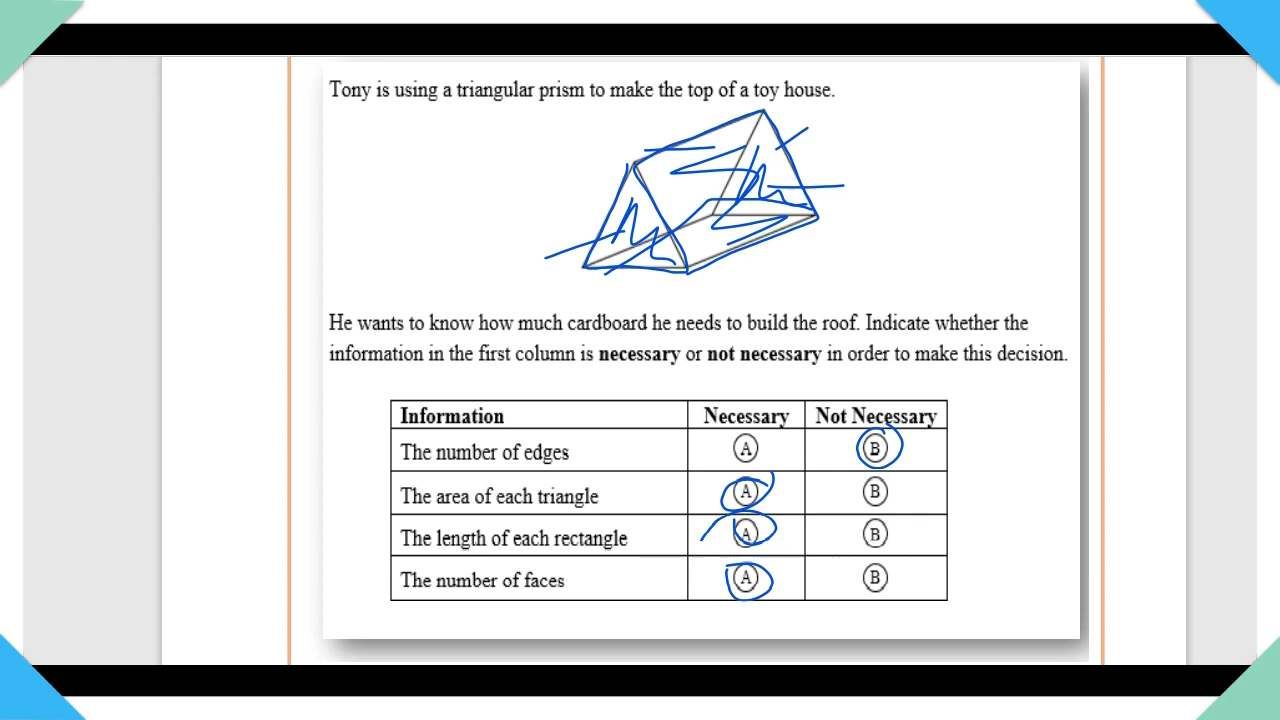 Tony is using a triangular prism to make the top of a toy house.
He wants to know how much cardboard he needs to build the roof. Indicate whether the
information in the first column is necessary or not necessary in order to make this decision.
Information Necessary Not Necessary
The number of edges A B
The area of each triangle A B
The length of each rectangle A B
The number of faces A B